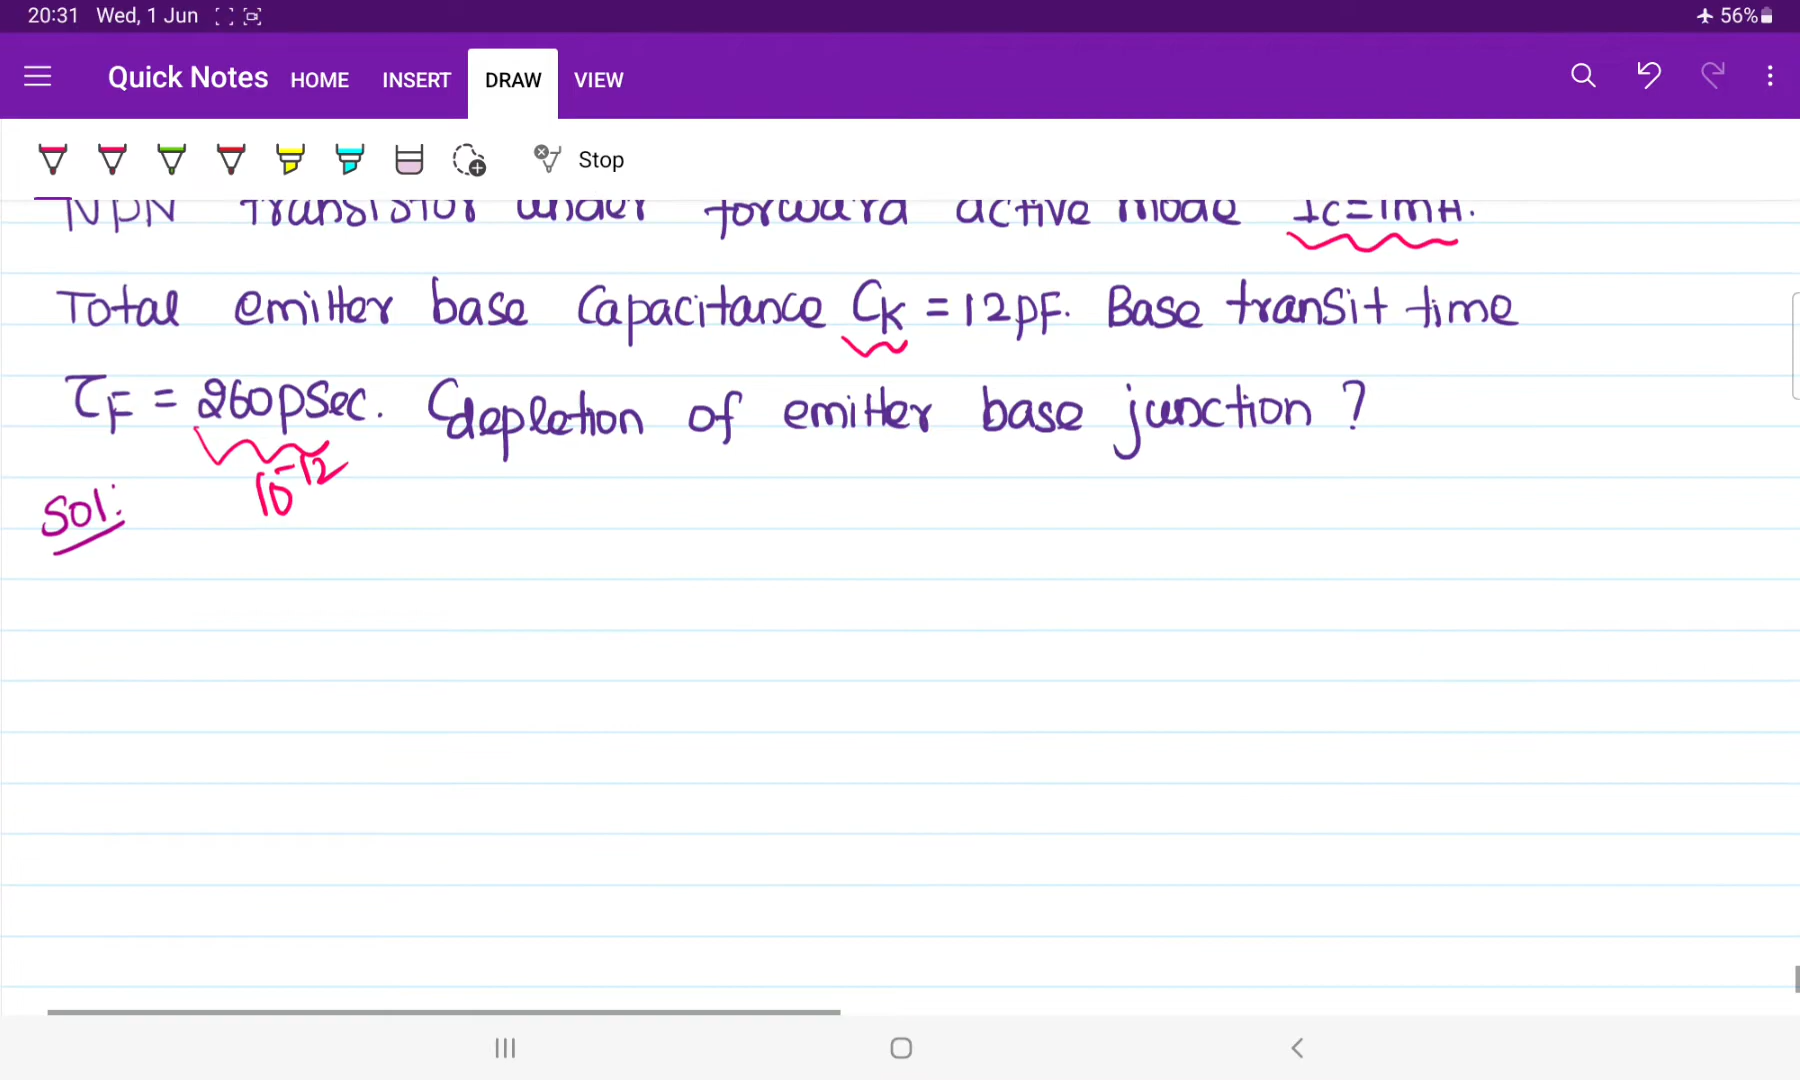 20:31 Wed, 1 Jun 56%
Quick Notes HOME INSERT DRAW VIEW
Stop
NPN Transistor under forward active mode Ic=1mA.
Total emitter base Capacitance Ck = 12pF. Base transit time
τF = 260psec. Cdepletion of emitter base junction ?
10^-12
Sol: